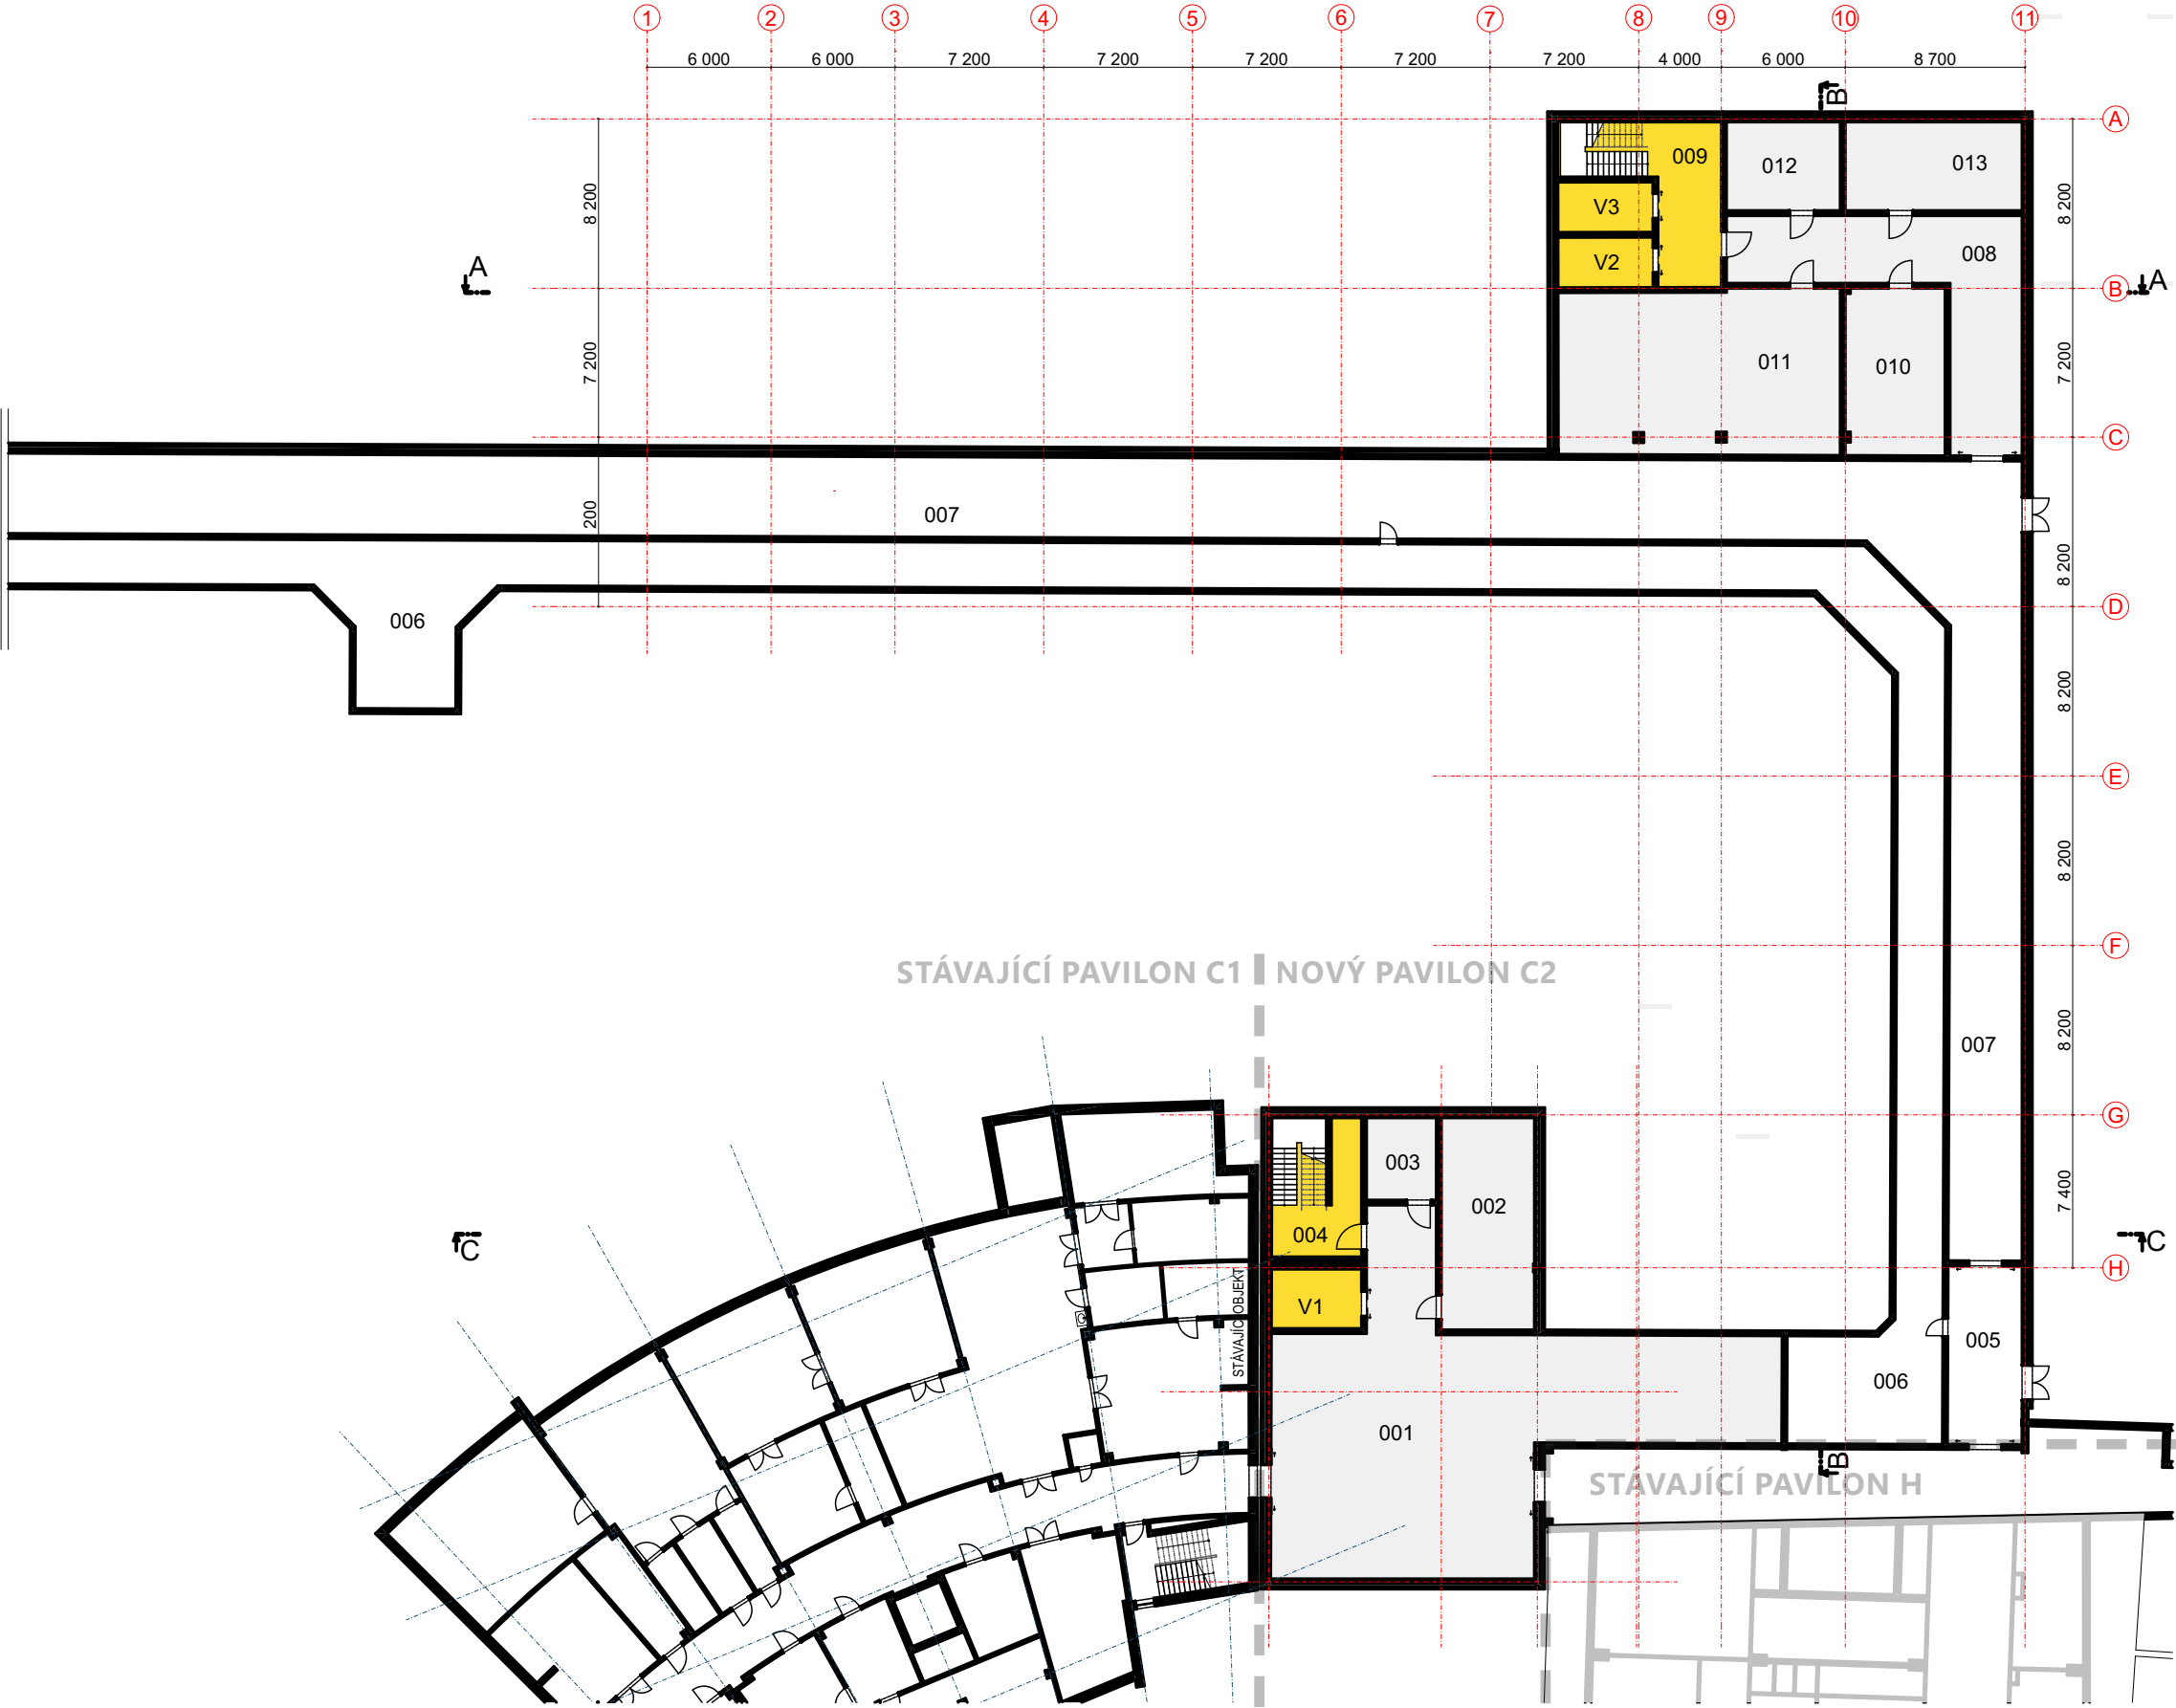 1 2 3 4 5 6 7 8 9 10 11
6 000 6 000 7 200 7 200 7 200 7 200 7 200 4 000 6 000 8 700
B
A
009 012 013
8 200 8 200
V3
V2 008
A A
B
7 200 011 010 7 200
C
200 007
8 200
D
006
8 200
E
8 200
F
STÁVAJÍCÍ PAVILON C1 NOVÝ PAVILON C2
8 200 007
G
003
7 400
002
004
C C
H
STÁVAJÍCÍ OBJEKT
V1
005
006
001
B
STÁVAJÍCÍ PAVILON H